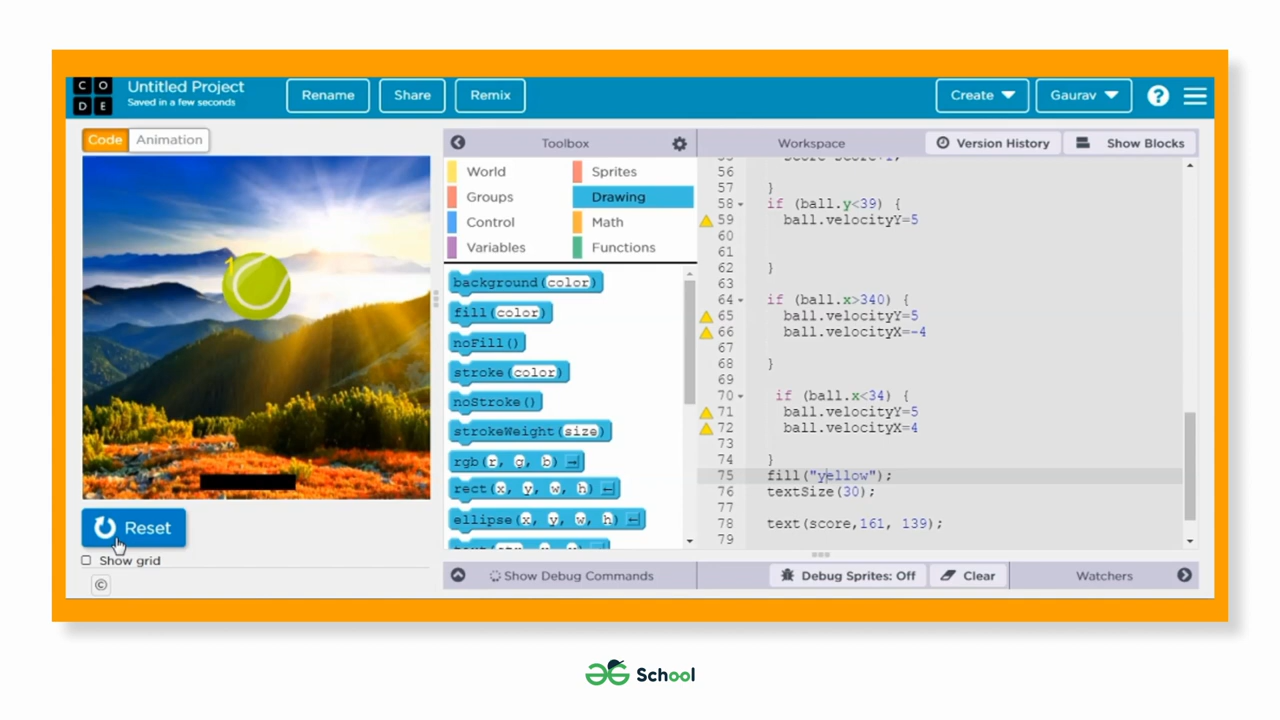 CODE
Untitled Project
Saved in a few seconds
Rename
Share
Remix
Create
Gaurav
?
Code
Animation
1
Reset
Show grid
©
Toolbox
World
Sprites
Groups
Drawing
Control
Math
Variables
Functions
background(color)
fill(color)
noFill()
stroke(color)
noStroke()
strokeWeight(size)
rgb(r, g, b)
rect(x, y, w, h)
ellipse(x, y, w, h)
Show Debug Commands
Workspace
Version History
Show Blocks
56
57 }
58 if (ball.y<39) {
59 ball.velocityY=5
60
61
62 }
63
64 if (ball.x>340) {
65 ball.velocityY=5
66 ball.velocityX=-4
67
68 }
69
70 if (ball.x<34) {
71 ball.velocityY=5
72 ball.velocityX=4
73
74 }
75 fill("yellow");
76 textSize(30);
77
78 text(score,161, 139);
79
Debug Sprites: Off
Clear
Watchers
School